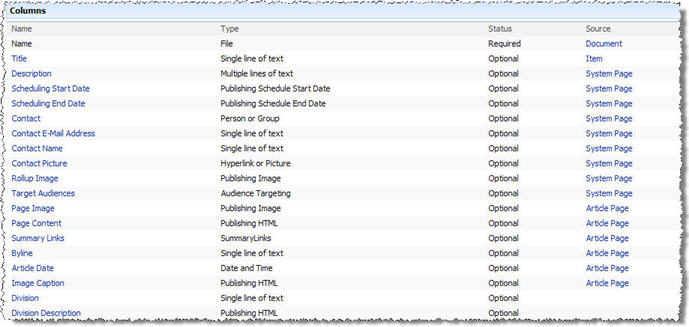 Columns
Name Type Status Source
Name File Required Document
Title Single line of text Optional Item
Description Multiple lines of text Optional System Page
Scheduling Start Date Publishing Schedule Start Date Optional System Page
Scheduling End Date Publishing Schedule End Date Optional System Page
Contact Person or Group Optional System Page
Contact E-Mail Address Single line of text Optional System Page
Contact Name Single line of text Optional System Page
Contact Picture Hyperlink or Picture Optional System Page
Rollup Image Publishing Image Optional System Page
Target Audiences Audience Targeting Optional System Page
Page Image Publishing Image Optional Article Page
Page Content Publishing HTML Optional Article Page
Summary Links SummaryLinks Optional Article Page
Byline Single line of text Optional Article Page
Article Date Date and Time Optional Article Page
Image Caption Publishing HTML Optional Article Page
Division Single line of text Optional
Division Description Publishing HTML Optional